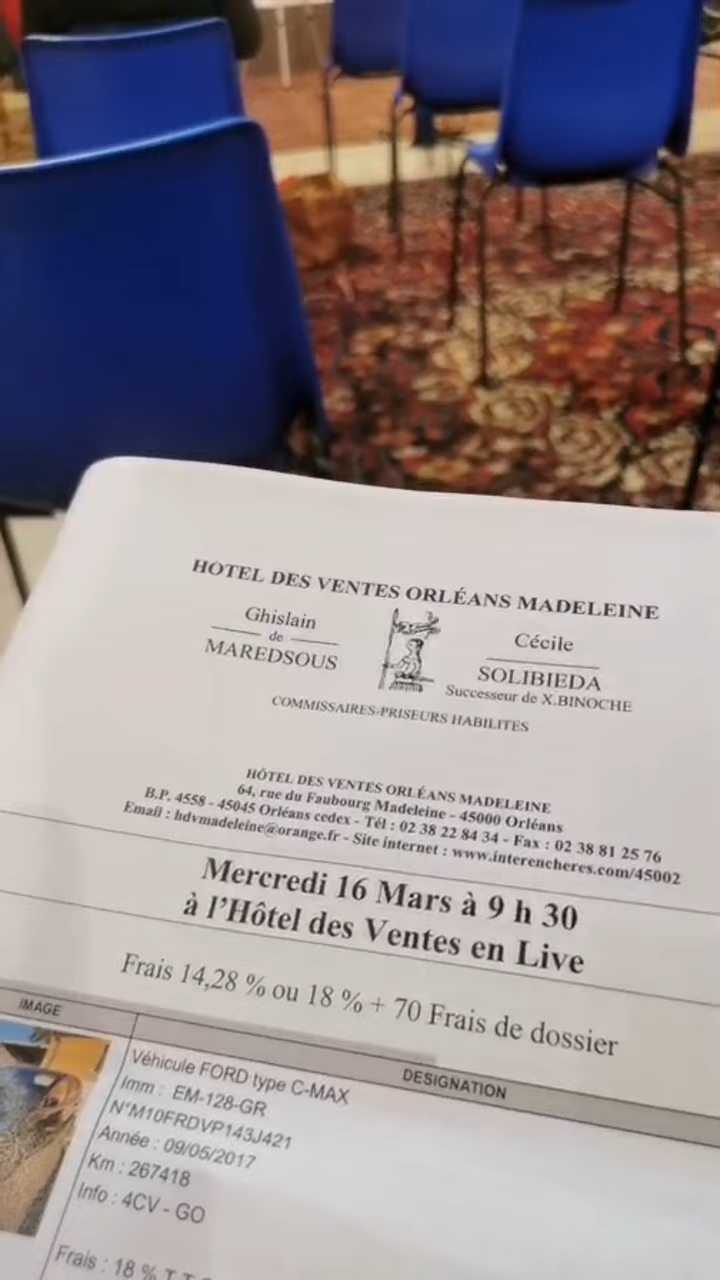 HOTEL DES VENTES ORLÉANS MADELEINE
Ghislain
de
MAREDSOUS
Cécile
SOLIBIEDA
Successeur de X.BINOCHE
COMMISSAIRES-PRISEURS HABILITES
HÔTEL DES VENTES ORLÉANS MADELEINE
64, rue du Faubourg Madeleine - 45000 Orléans
B.P. 4558 - 45045 Orléans cedex - Tél : 02 38 22 84 34 - Fax : 02 38 81 25 76
Email : hdvmadeleine@orange.fr - Site internet : www.interencheres.com/45002
Mercredi 16 Mars à 9 h 30
à l'Hôtel des Ventes en Live
Frais 14,28 % ou 18 % + 70 Frais de dossier
IMAGE
DESIGNATION
Véhicule FORD type C-MAX
Imm : EM-128-GR
N°M10FRDVP143J421
Année : 09/05/2017
Km : 267418
Info : 4CV - GO
Frais : 18 %